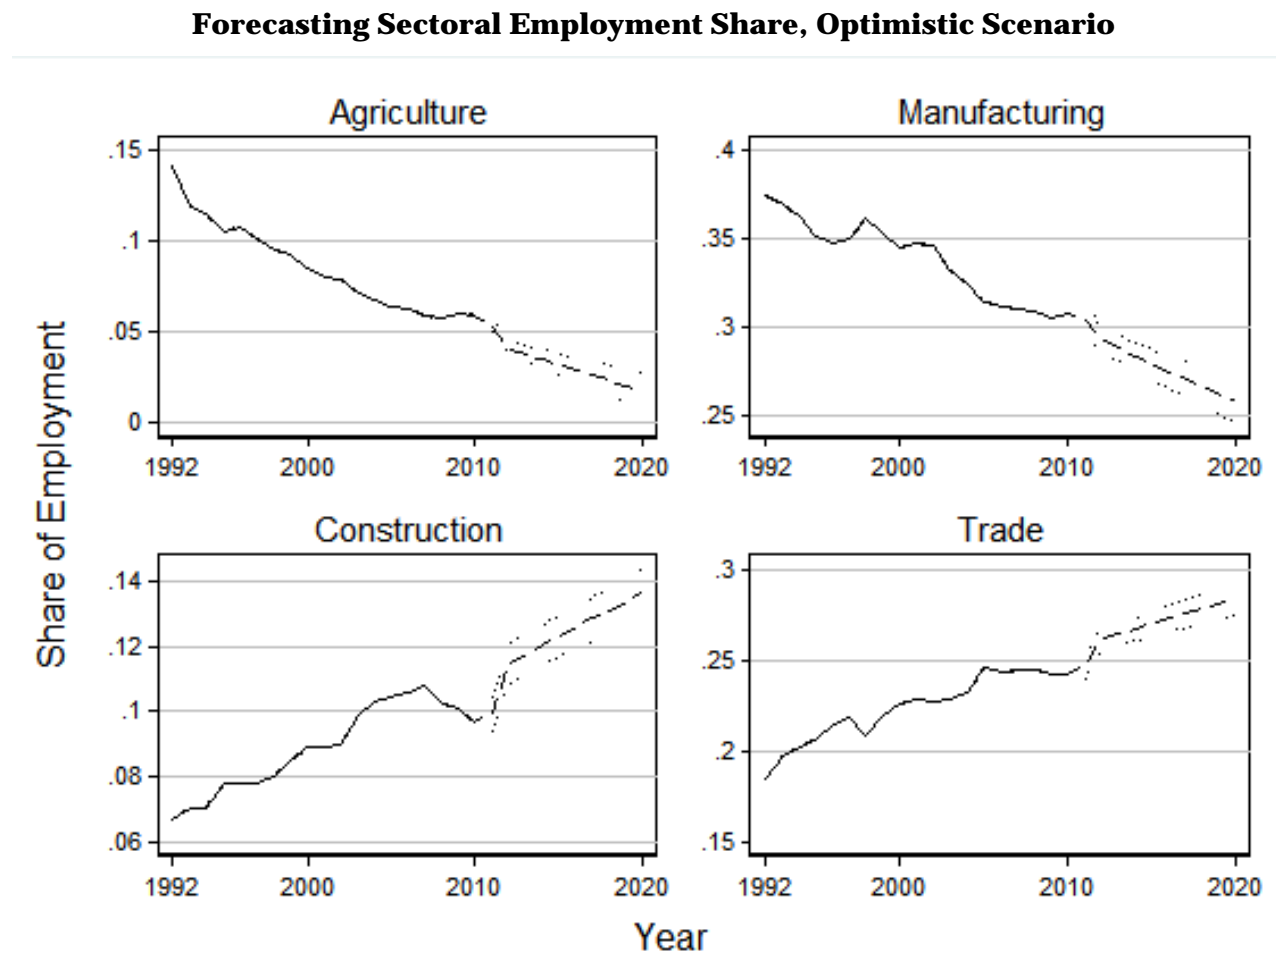 Forecasting Sectoral Employment Share, Optimistic Scenario
Agriculture
.15
.1
.05
0
1992 2000 2010 2020
Manufacturing
.4
.35
.3
.25
1992 2000 2010 2020
Share of Employment
Construction
.14
.12
.1
.08
.06
1992 2000 2010 2020
Trade
.3
.25
.2
.15
1992 2000 2010 2020
Year